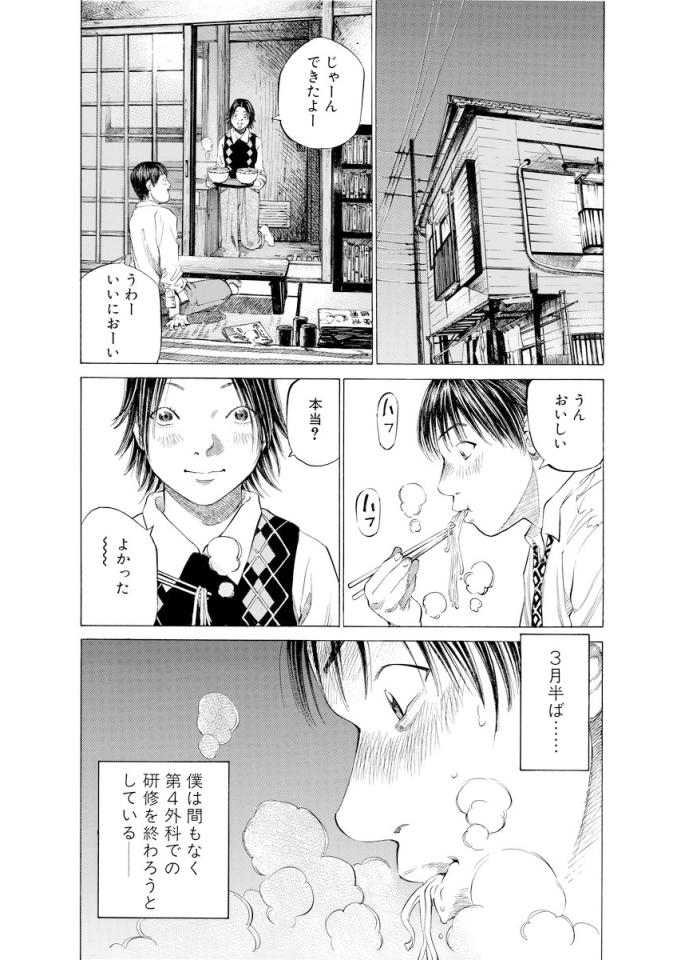 じゃーん
できたよー
うわー
いいにおーい
うん
おいしい
ハフ
ハフ
本当?
よかった
〜〜
3月半ば……
僕は間もなく
第4外科での
研修を終わろうと
している――